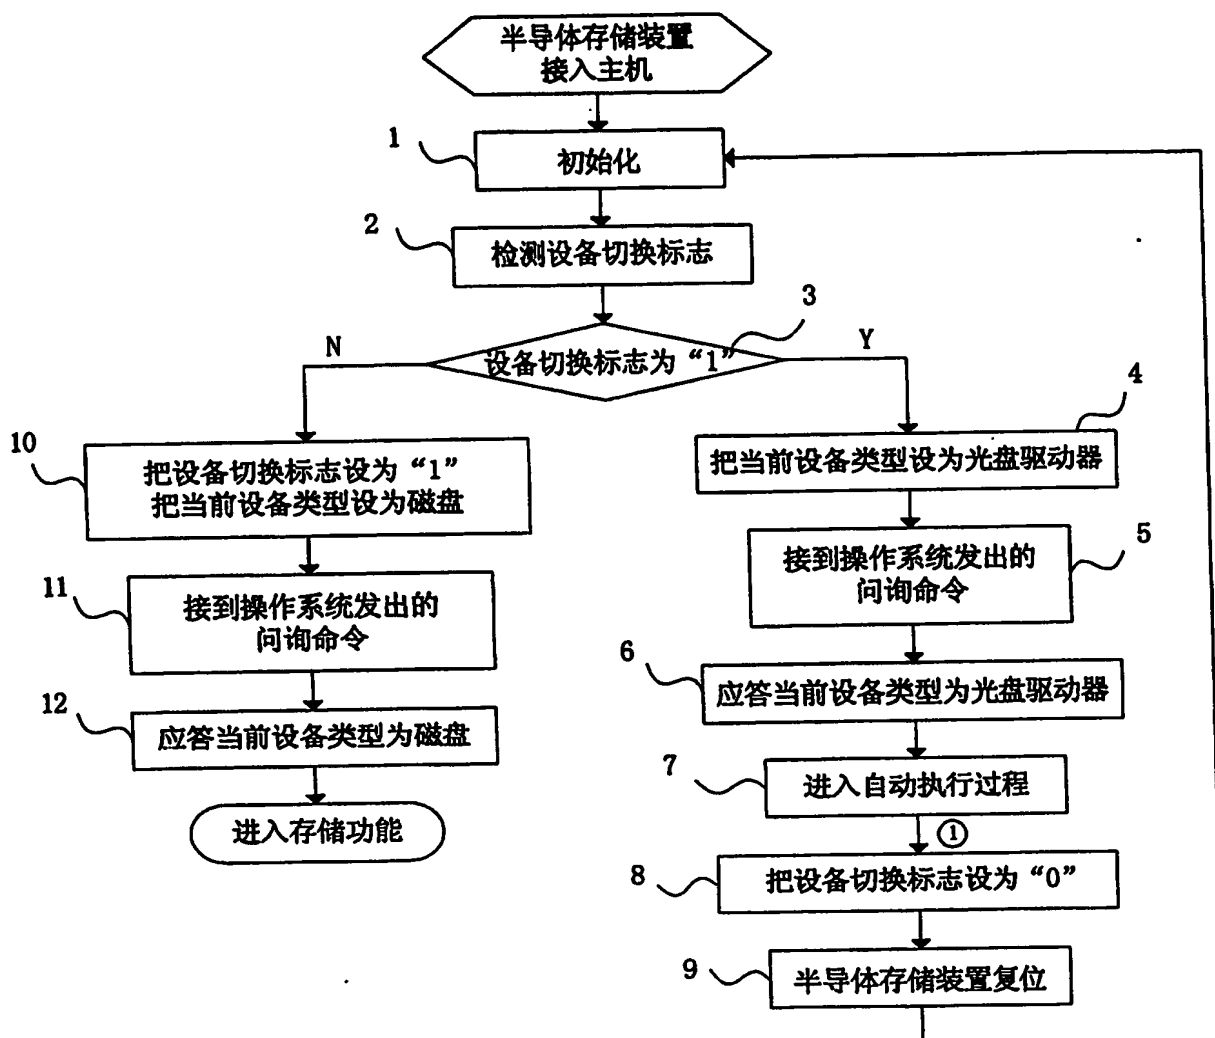 半导体存储装置
接入主机
1
初始化
2
检测设备切换标志
3
设备切换标志为“1”
N
Y
10
把设备切换标志设为“1”
把当前设备类型设为磁盘
11
接到操作系统发出的
问询命令
12
应答当前设备类型为磁盘
进入存储功能
4
把当前设备类型设为光盘驱动器
5
接到操作系统发出的
问询命令
6
应答当前设备类型为光盘驱动器
7
进入自动执行过程
①
8
把设备切换标志设为“0”
9
半导体存储装置复位